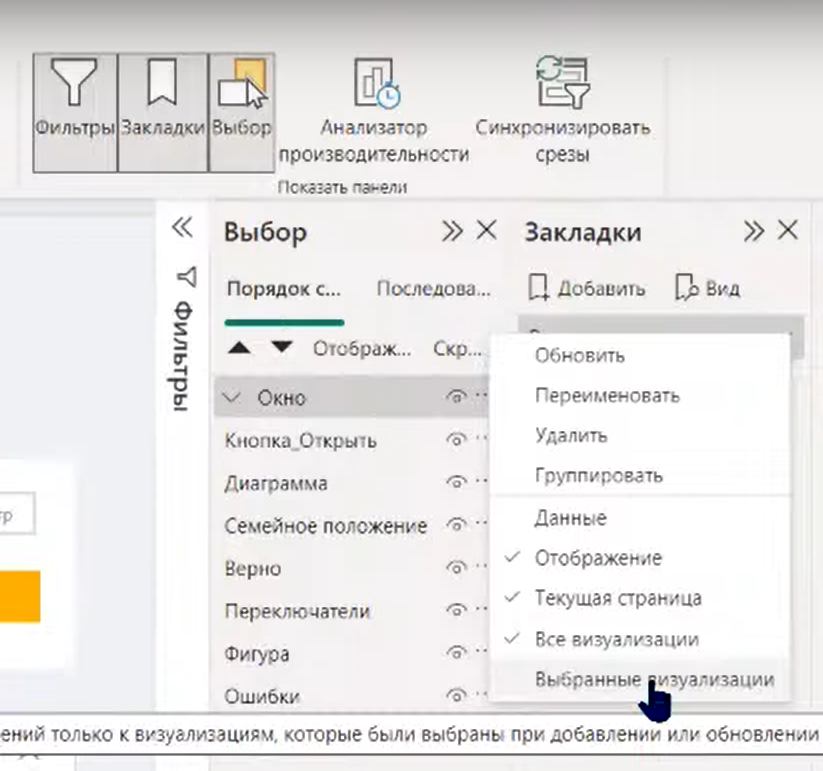 Фильтры Закладки Выбор Анализатор производительности Синхронизировать срезы
Показать панели
Фильтры
Выбор
Порядок с... Последова...
Отображ... Скр...
Окно
Кнопка_Открыть
Диаграмма
Семейное положение
Верно
Переключатели
Фигура
Ошибки
Закладки
Добавить Вид
Обновить
Переименовать
Удалить
Группировать
Данные
Отображение
Текущая страница
Все визуализации
Выбранные визуализации
ений только к визуализациям, которые были выбраны при добавлении или обновлении